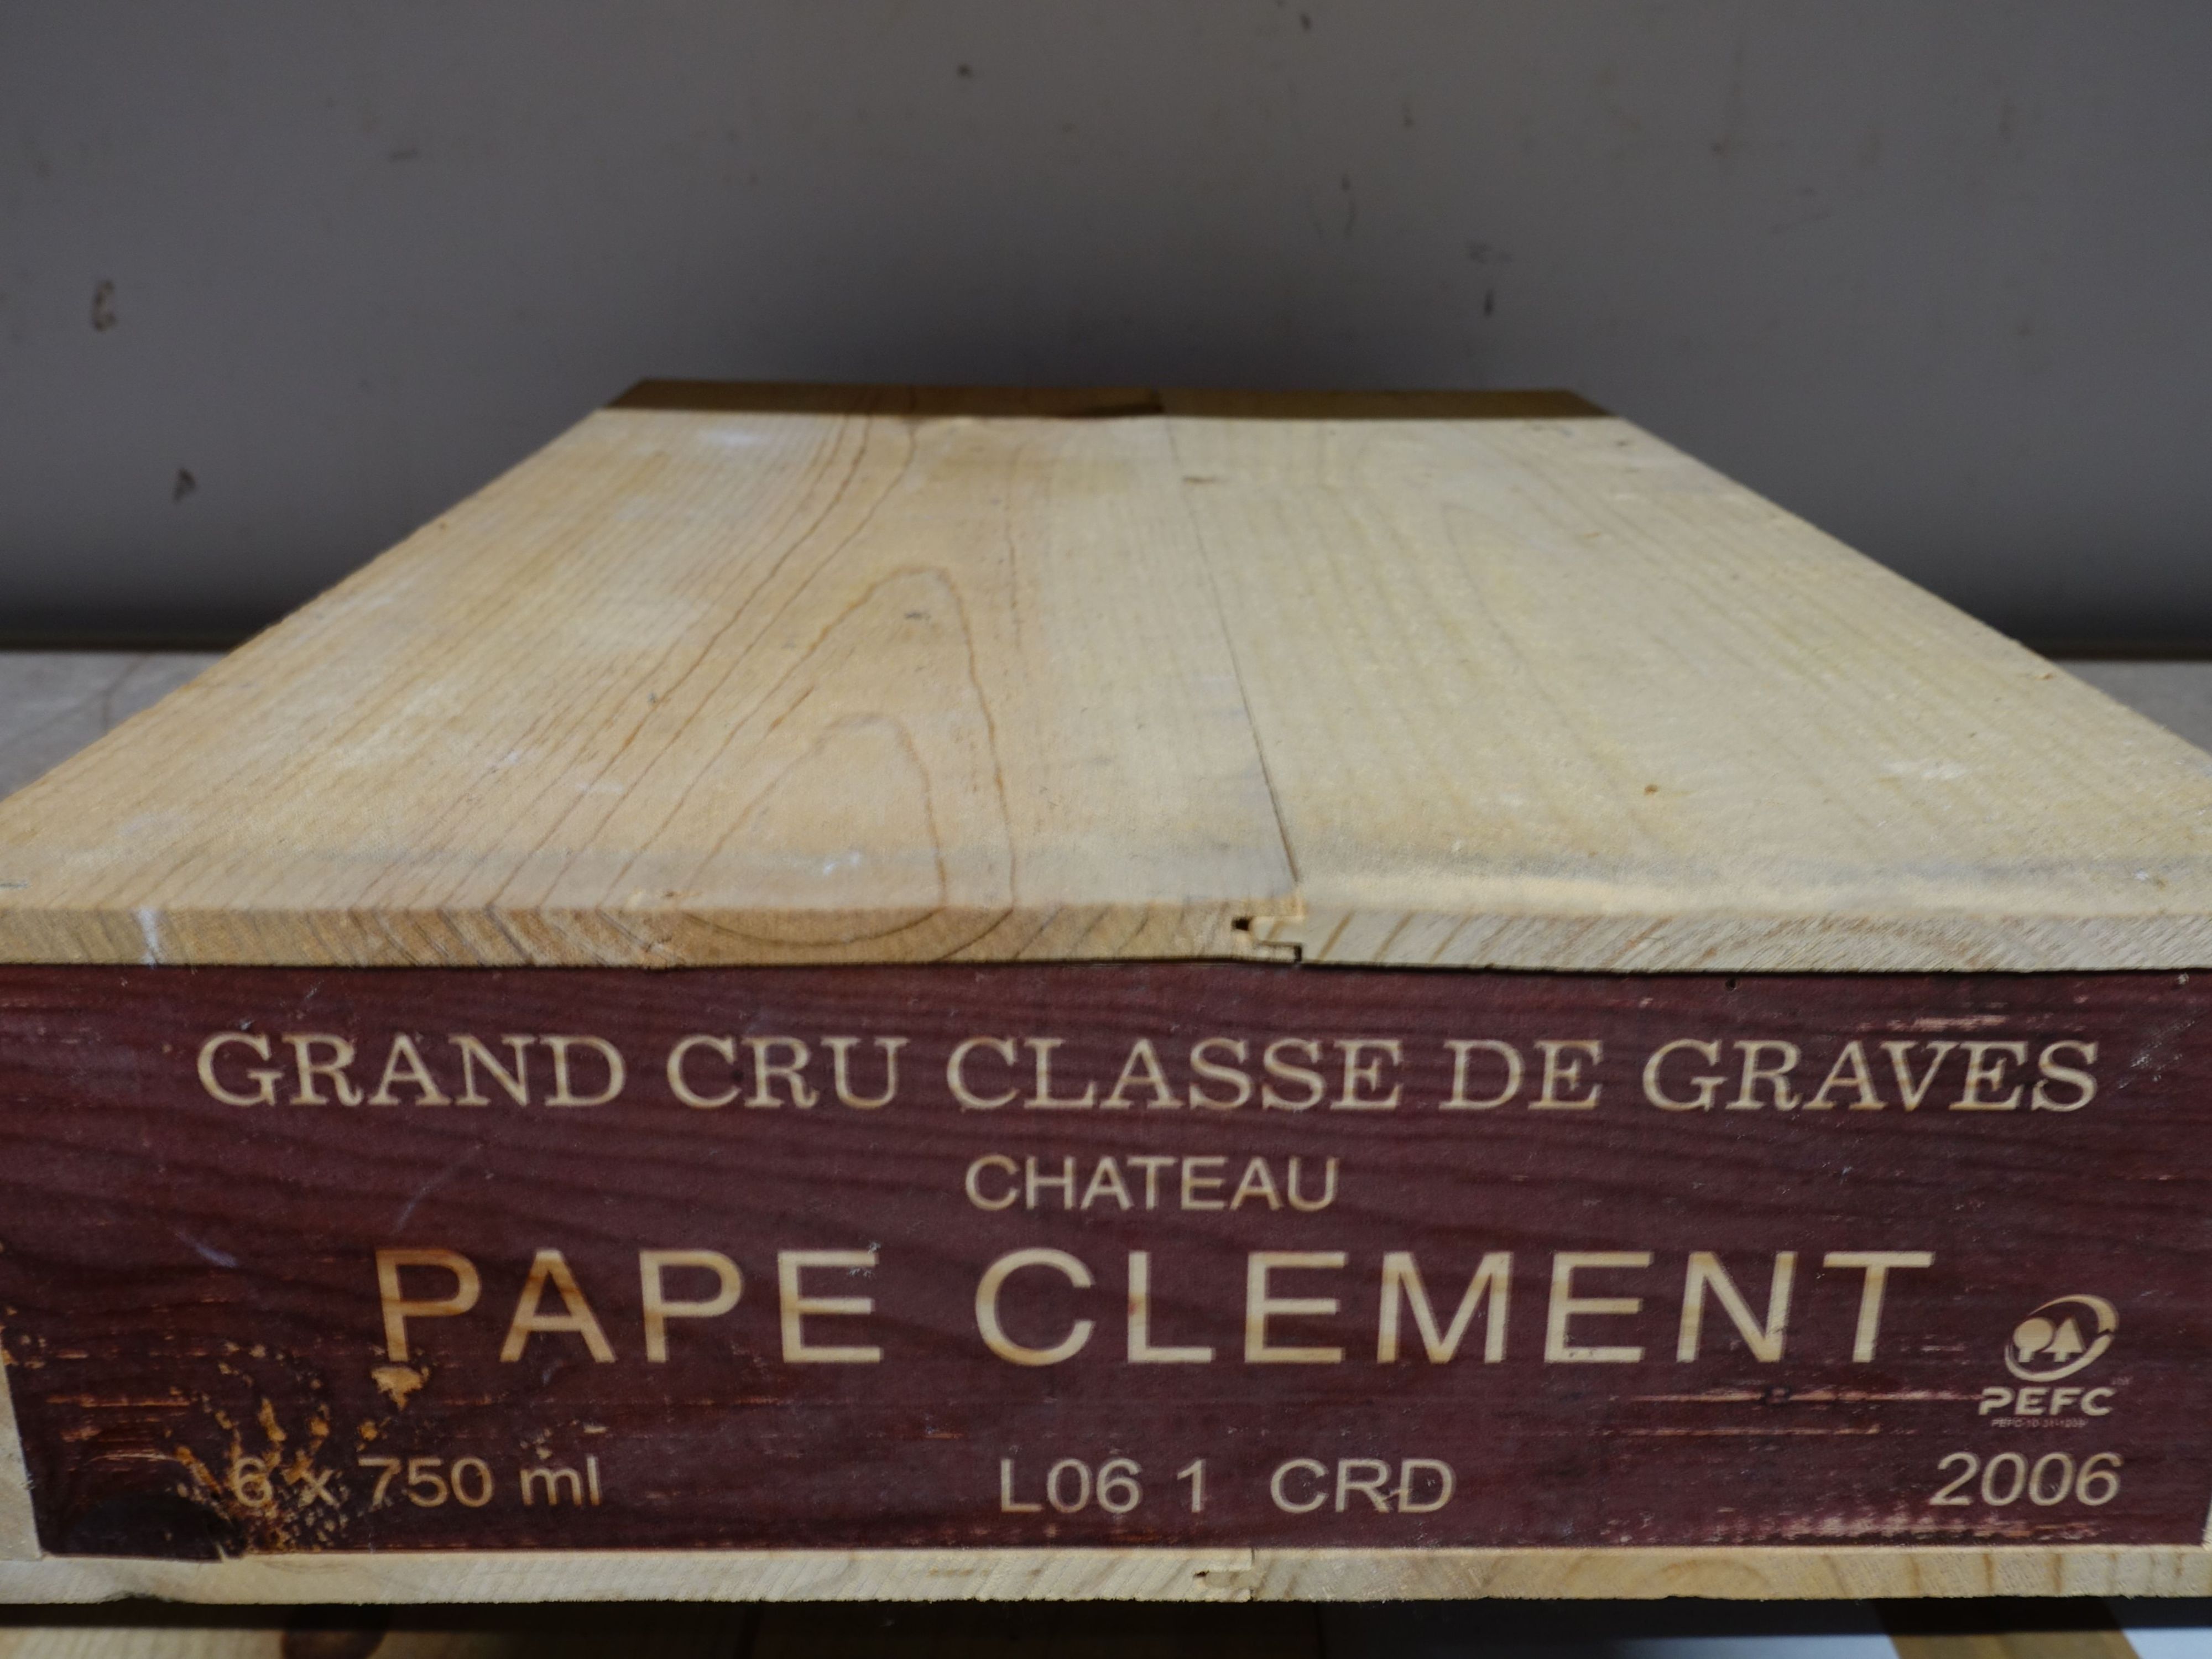 GRAND CRU CLASSE DE GRAVES
CHATEAU
PAPE CLEMENT
PEFC
6 x 750 ml
L06 1 CRD
2006